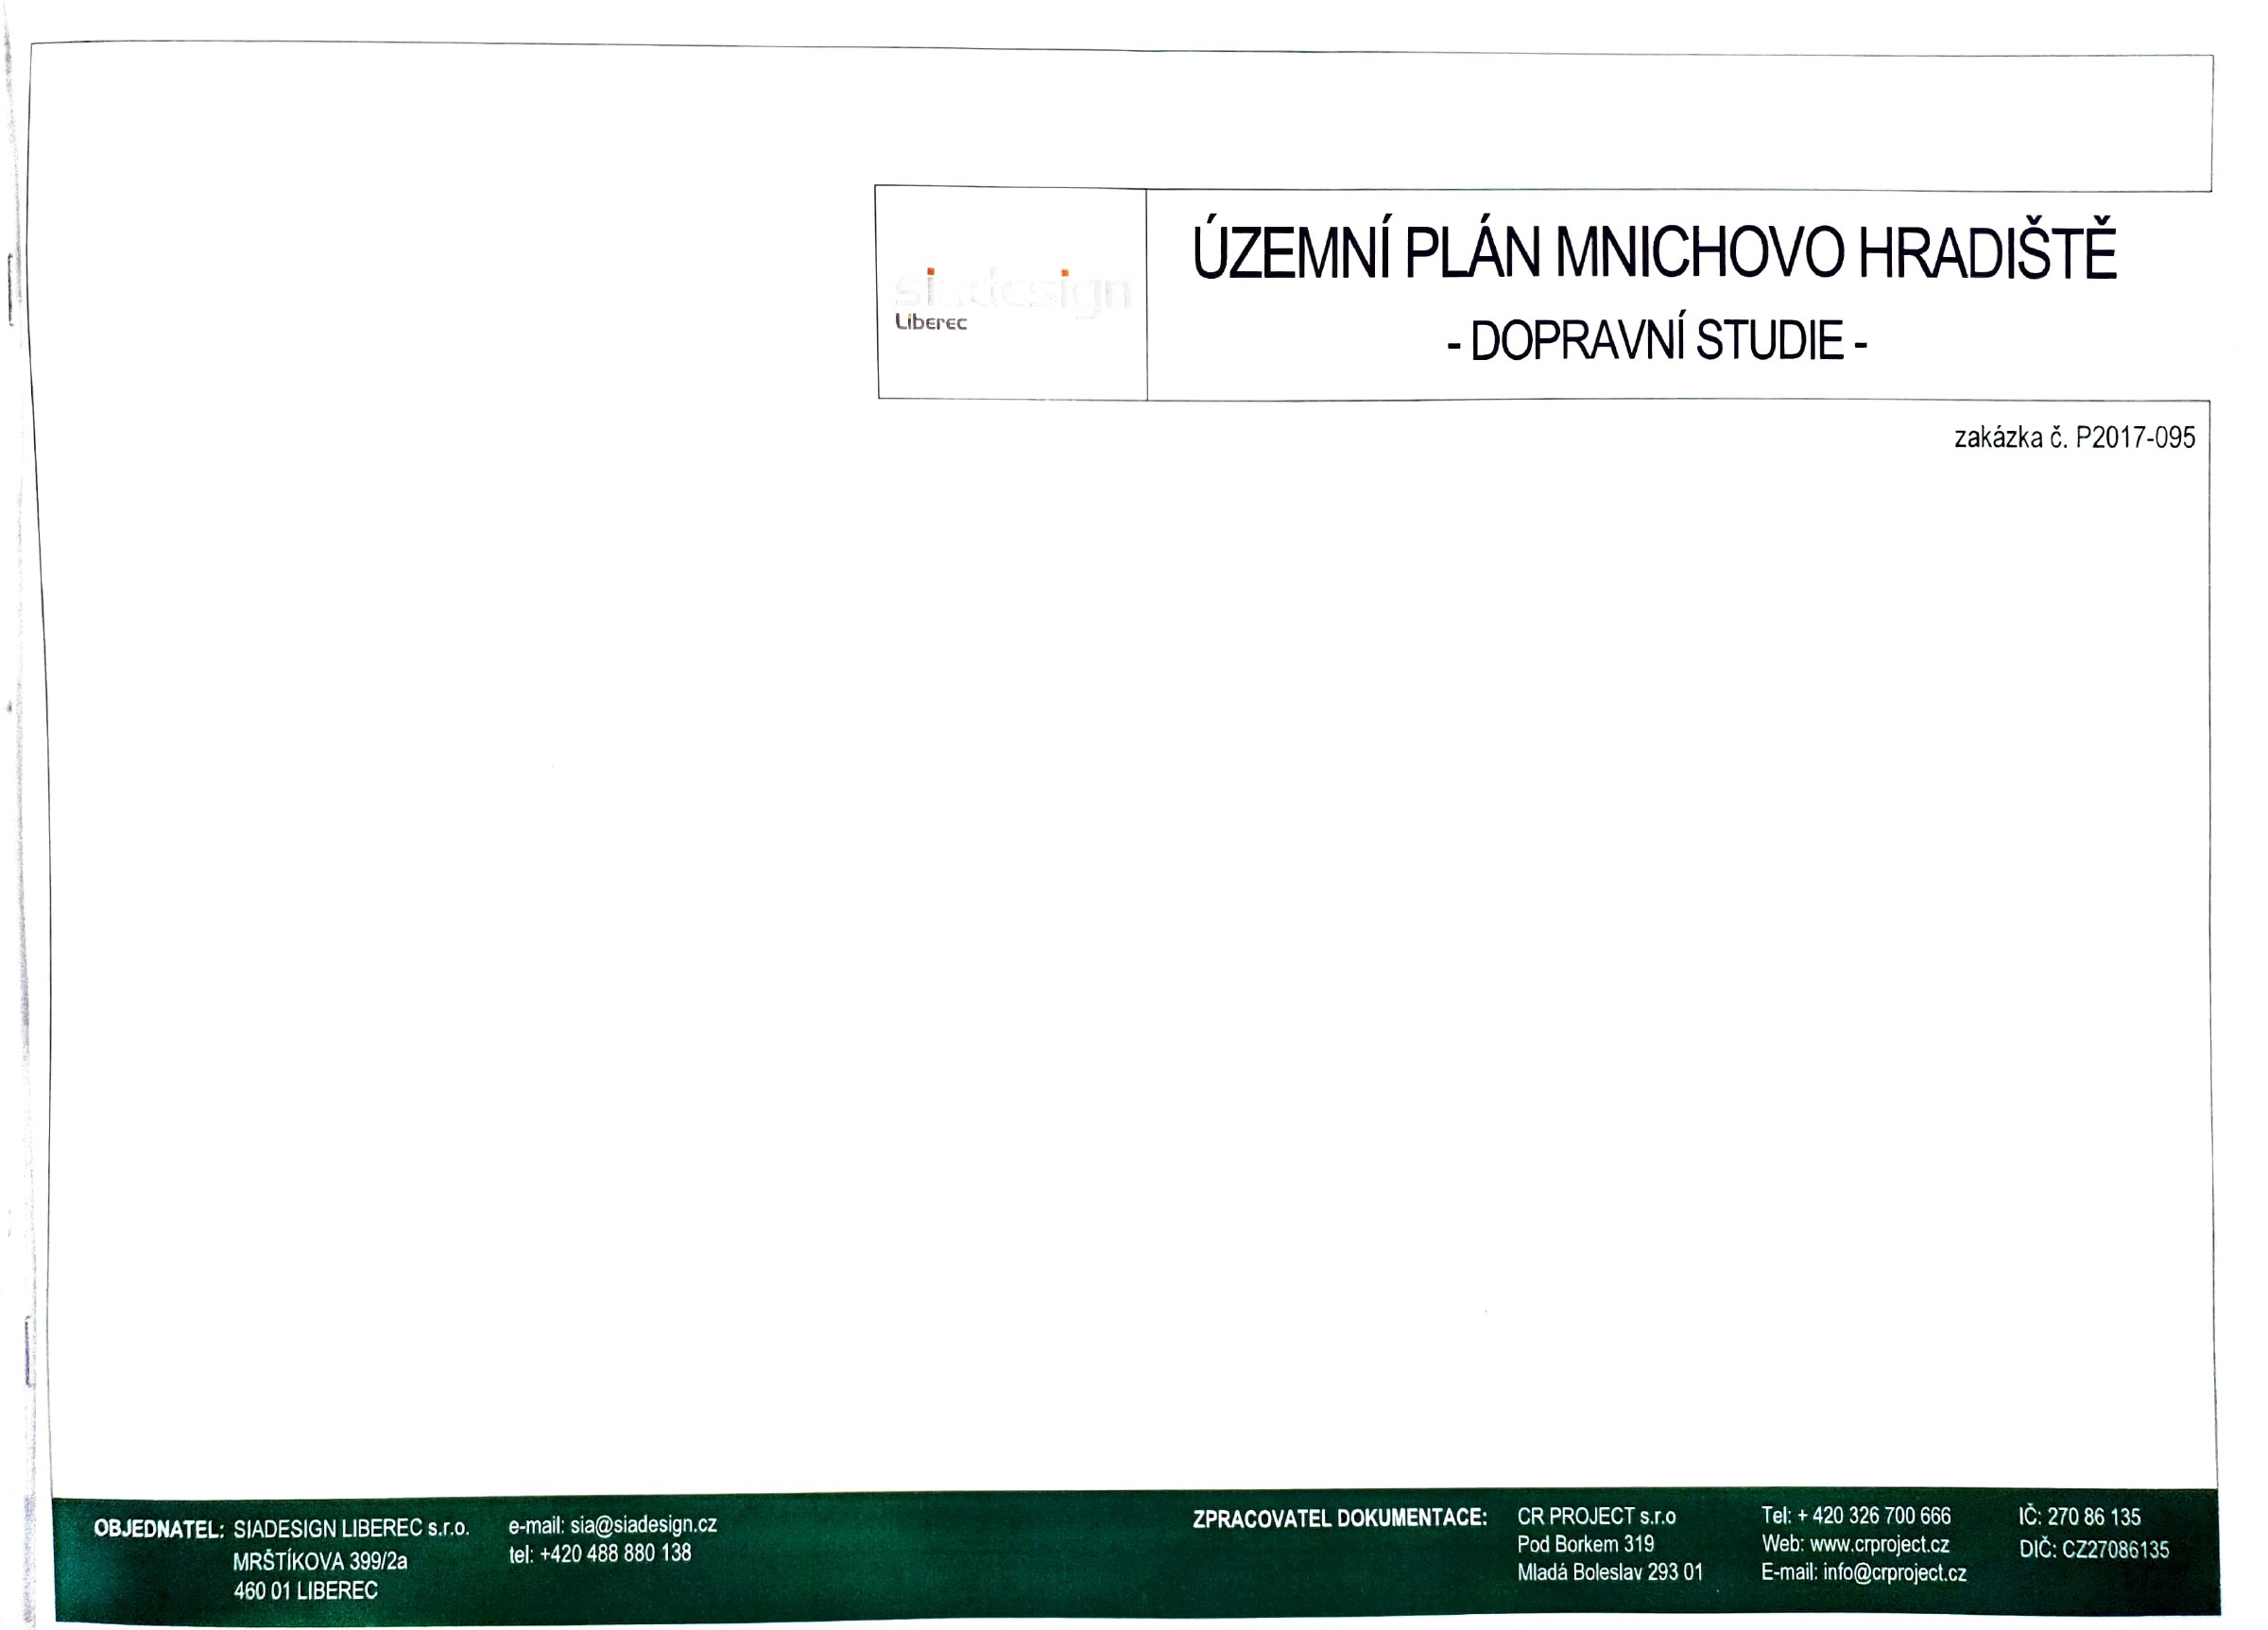 siadesign
Liberec
ÚZEMNÍ PLÁN MNICHOVO HRADIŠTĚ
- DOPRAVNÍ STUDIE -
zakázka č. P2017-095
OBJEDNATEL: SIADESIGN LIBEREC s.r.o.
MRŠTÍKOVA 399/2a
460 01 LIBEREC
e-mail: sia@siadesign.cz
tel: +420 488 880 138
ZPRACOVATEL DOKUMENTACE: CR PROJECT s.r.o
Pod Borkem 319
Mladá Boleslav 293 01
Tel: + 420 326 700 666
Web: www.crproject.cz
E-mail: info@crproject.cz
IČ: 270 86 135
DIČ: CZ27086135